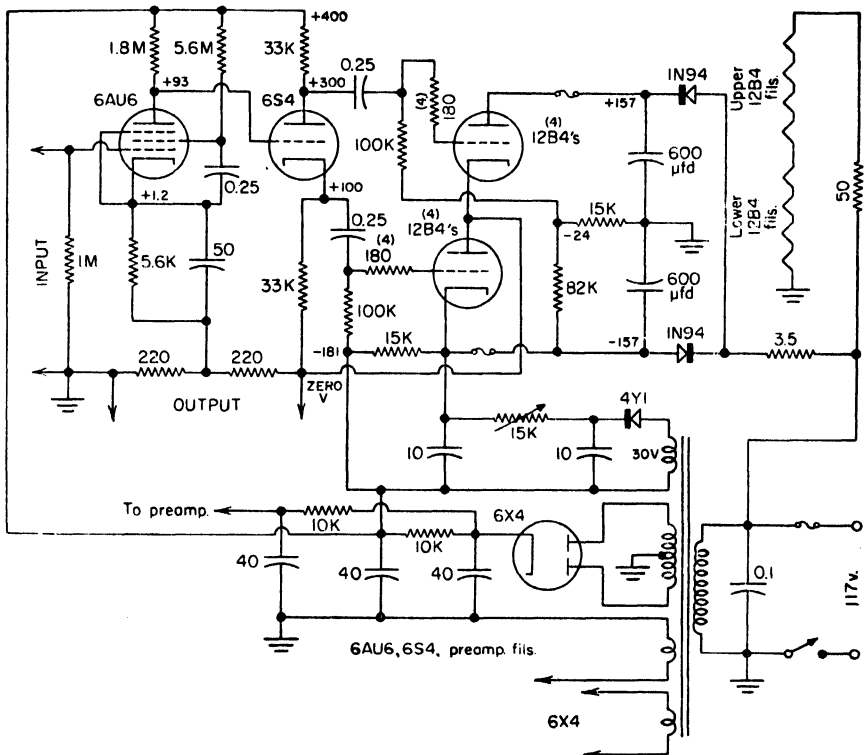 +400
1.8M
5.6M
33K
+93
6AU6
6S4
+300
0.25
(4)
180
100K
(4)
12B4's
1N94
+157
Upper
12B4
fils.
600
µfd
0.25
+1.2
+100
(4)
12B4's
0.25
(4)
180
15K
-24
Lower
12B4
fils.
50
INPUT
1M
5.6K
50
33K
100K
82K
600
µfd
-157
1N94
-181
15K
3.5
220
220
OUTPUT
ZERO
V
4Y1
15K
10
10
30V
To preamp.
10K
10K
6X4
40
40
40
0.1
117v.
6AU6, 6S4, preamp. fils.
6X4